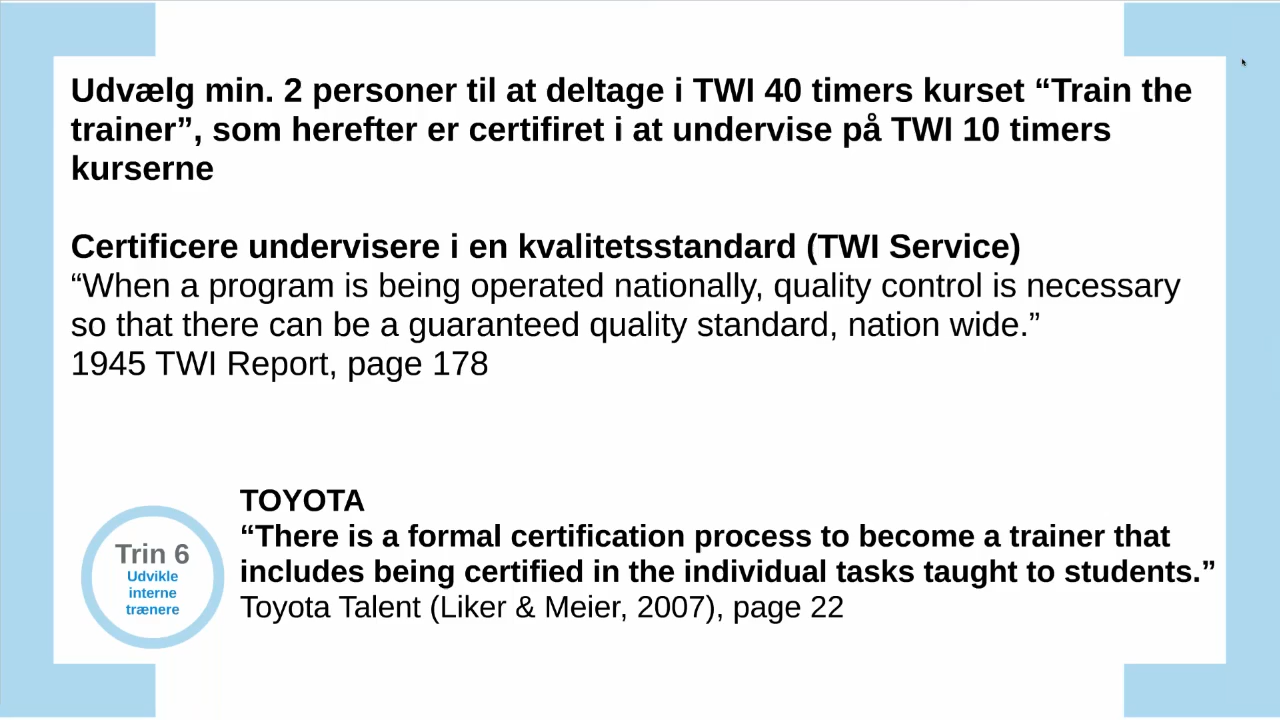 Udvælg min. 2 personer til at deltage i TWI 40 timers kurset “Train the
trainer”, som herefter er certifiret i at undervise på TWI 10 timers
kurserne
Certificere undervisere i en kvalitetsstandard (TWI Service)
“When a program is being operated nationally, quality control is necessary
so that there can be a guaranteed quality standard, nation wide.”
1945 TWI Report, page 178
TOYOTA
“There is a formal certification process to become a trainer that
includes being certified in the individual tasks taught to students.”
Toyota Talent (Liker & Meier, 2007), page 22
Trin 6
Udvikle
interne
trænere